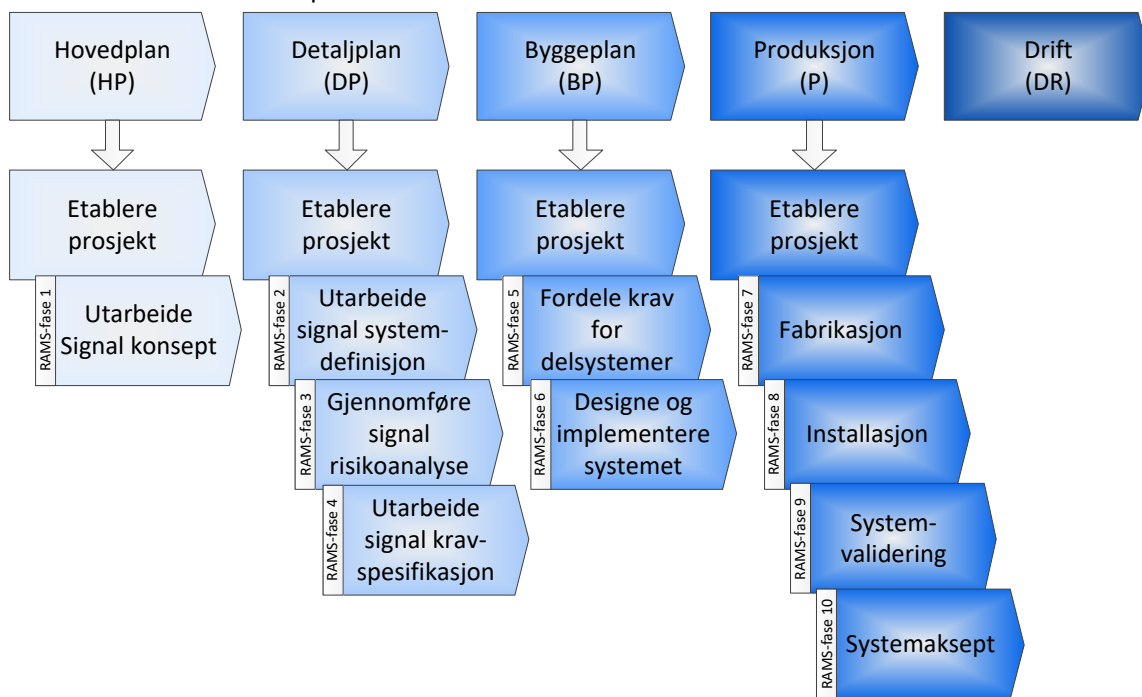 Hovedplan
(HP)
Detaljplan
(DP)
Byggeplan
(BP)
Produksjon
(P)
Drift
(DR)
Etablere
prosjekt
Etablere
prosjekt
Etablere
prosjekt
Etablere
prosjekt
RAMS-fase 1
Utarbeide
Signal konsept
RAMS-fase 2
Utarbeide
signal system-
definisjon
RAMS-fase 3
Gjennomføre
signal
risikoanalyse
RAMS-fase 4
Utarbeide
signal krav-
spesifikasjon
RAMS-fase 5
Fordele krav
for
delsystemer
RAMS-fase 6
Designe og
implementere
systemet
RAMS-fase 7
Fabrikasjon
RAMS-fase 8
Installasjon
RAMS-fase 9
System-
validering
RAMS-fase 10
Systemaksept